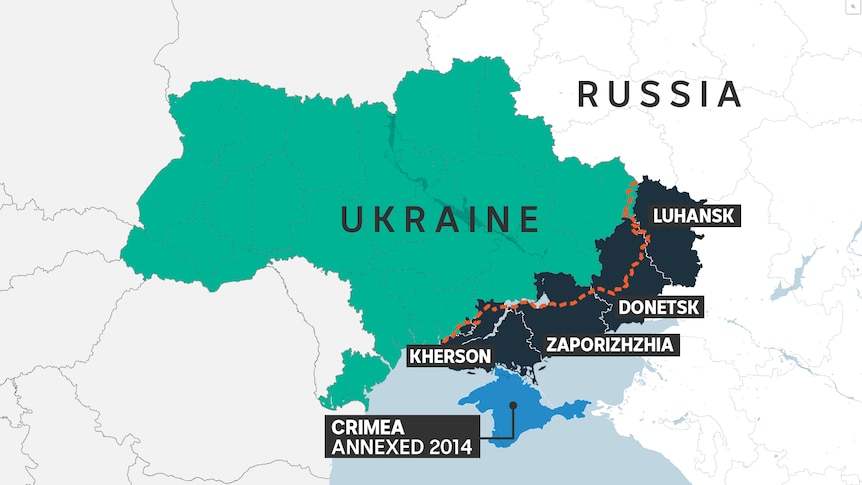 RUSSIA
UKRAINE
LUHANSK
DONETSK
ZAPORIZHZHIA
KHERSON
CRIMEA
ANNEXED 2014